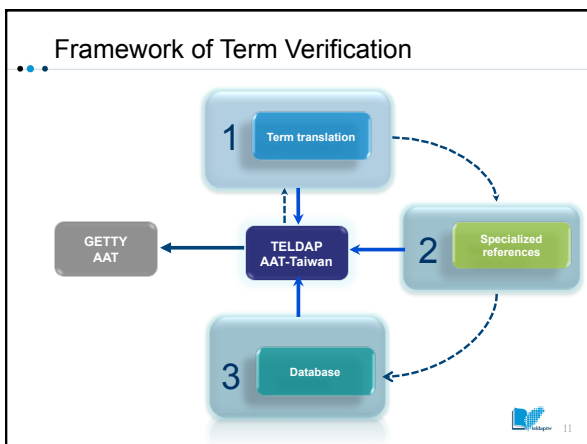 Framework of Term Verification
1
Term translation
GETTY
AAT
TELDAP
AAT-Taiwan
2
Specialized
references
3
Database
teldap.tw
11